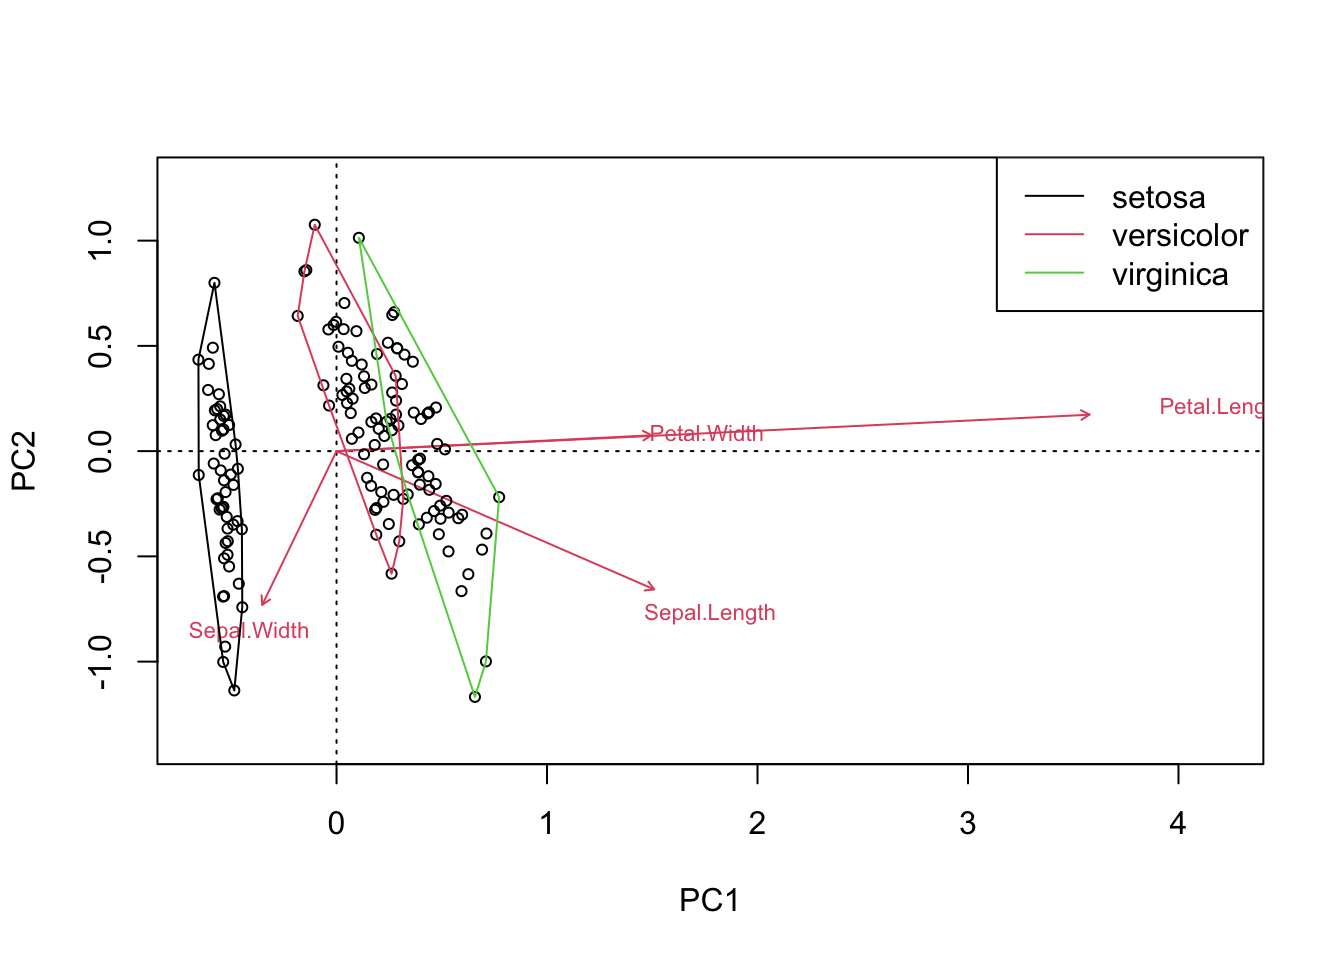 setosa
versicolor
virginica
1.0
0.5
0.0
-0.5
-1.0
PC2
Petal.Leng
Petal.Width
Sepal.Length
Sepal.Width
0 1 2 3 4
PC1